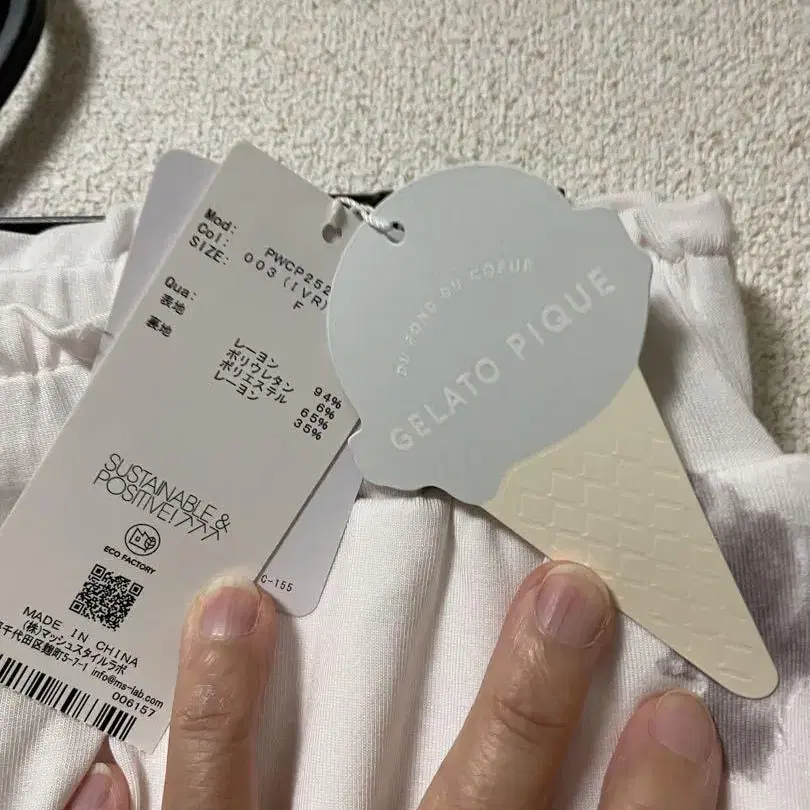 Mod: PWCP252
Col: 003(IVR)
SIZE: F
Qua:
表地
裏地
レーヨン 94%
ポリウレタン 6%
ポリエステル 65%
レーヨン 35%
SUSTAINABLE &
POSITIVE!
ECO FACTORY
MADE IN CHINA
(株)マッシュスタイルラボ
千代田区麹町5-7-1 info@ms-lab.com
006157
C-155
DU FOND DU COEUR
GELATO PIQUE